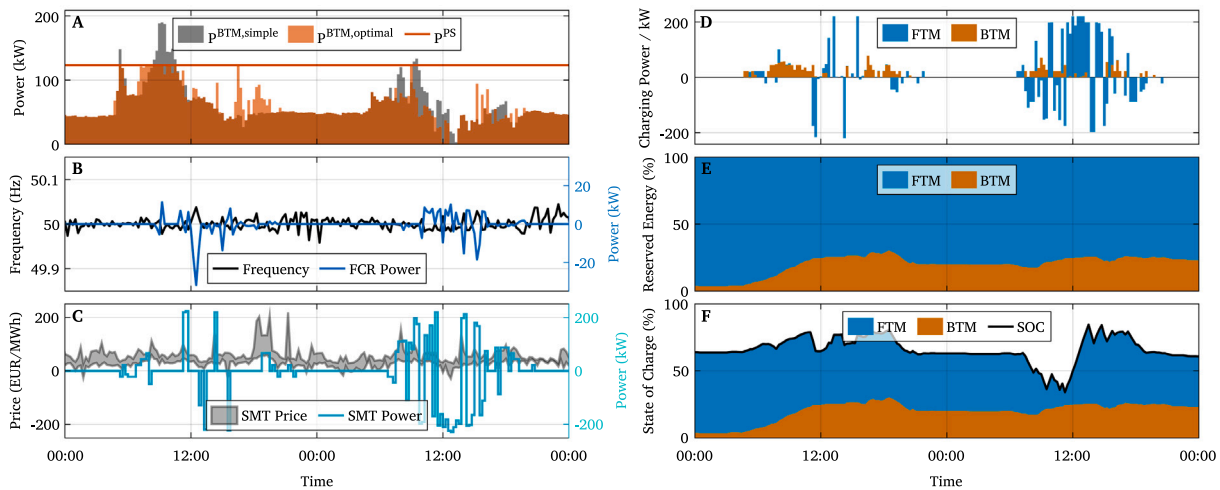 A
P^BTM,simple P^BTM,optimal P^PS
Power (kW)
200
100
0
B
Frequency (Hz)
50.1
50
49.9
20
0
-20
Power (kW)
Frequency FCR Power
C
Price (EUR/MWh)
200
0
-200
200
0
-200
Power (kW)
SMT Price SMT Power
00:00 12:00 00:00 12:00 00:00
Time
D
Charging Power / kW
200
0
-200
FTM BTM
E
Reserved Energy (%)
100
50
0
FTM BTM
F
State of Charge (%)
100
50
0
FTM BTM SOC
00:00 12:00 00:00 12:00 00:00
Time